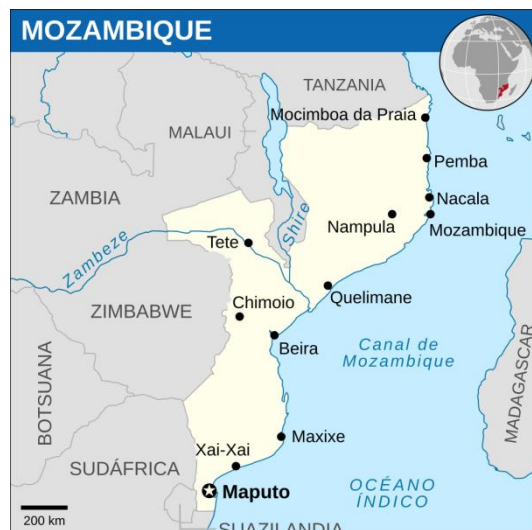 MOZAMBIQUE
TANZANIA
Mocimboa da Praia
MALAUI
Pemba
ZAMBIA
Nacala
Nampula
Mozambique
Shire
Tete
Zambeze
Quelimane
Chimoio
ZIMBABWE
Beira
Canal de
Mozambique
MADAGASCAR
BOTSUANA
Maxixe
Xai-Xai
SUDÁFRICA
Maputo
OCÉANO
ÍNDICO
200 km
SUAZILANDIA